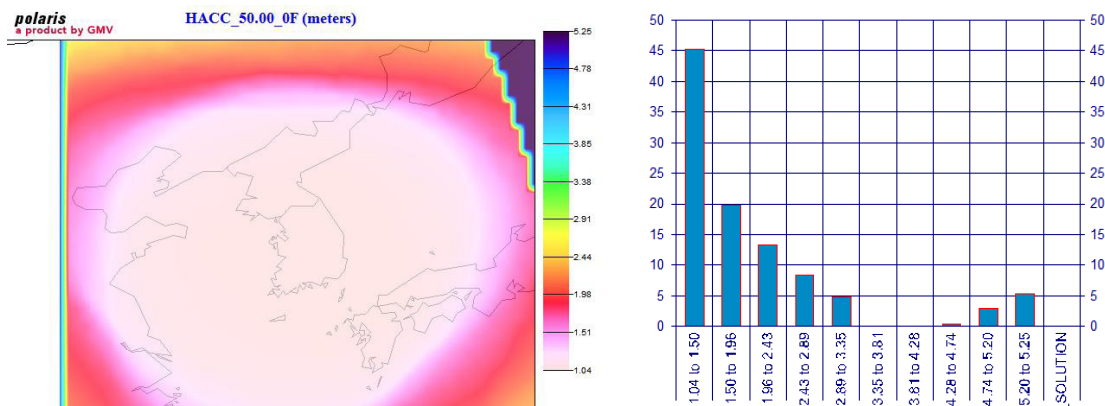 polaris
a product by GMV
HACC_50.00_0F (meters)
5.25
4.78
4.31
3.85
3.38
2.91
2.44
1.98
1.51
1.04
50
45
40
35
30
25
20
15
10
5
0
50
45
40
35
30
25
20
15
10
5
0
1.04 to 1.50
1.50 to 1.96
1.96 to 2.43
2.43 to 2.89
2.89 to 3.35
3.35 to 3.81
3.81 to 4.28
4.28 to 4.74
4.74 to 5.20
5.20 to 5.25
_SOLUTION